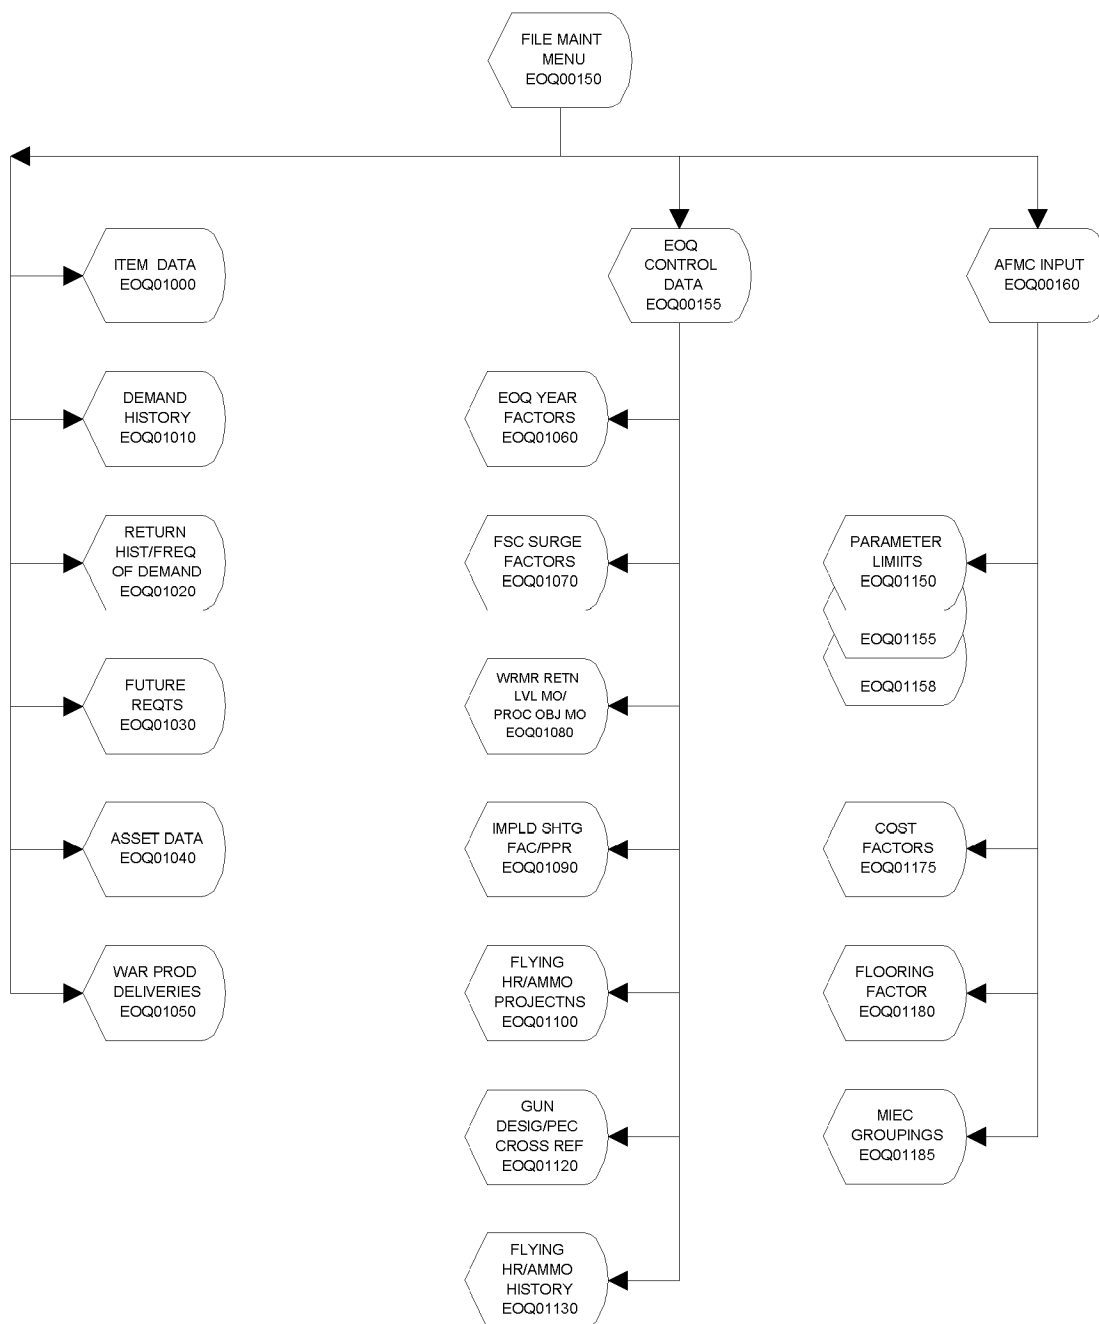 FILE MAINT
MENU
EOQ00150
ITEM DATA
EOQ01000
EOQ
CONTROL
DATA
EOQ00155
AFMC INPUT
EOQ00160
DEMAND
HISTORY
EOQ01010
EOQ YEAR
FACTORS
EOQ01060
RETURN
HIST/FREQ
OF DEMAND
EOQ01020
FSC SURGE
FACTORS
EOQ01070
PARAMETER
LIMIITS
EOQ01150
EOQ01155
EOQ01158
FUTURE
REQTS
EOQ01030
WRMR RETN
LVL MO/
PROC OBJ MO
EOQ01080
ASSET DATA
EOQ01040
IMPLD SHTG
FAC/PPR
EOQ01090
COST
FACTORS
EOQ01175
WAR PROD
DELIVERIES
EOQ01050
FLYING
HR/AMMO
PROJECTNS
EOQ01100
FLOORING
FACTOR
EOQ01180
GUN
DESIG/PEC
CROSS REF
EOQ01120
MIEC
GROUPINGS
EOQ01185
FLYING
HR/AMMO
HISTORY
EOQ01130